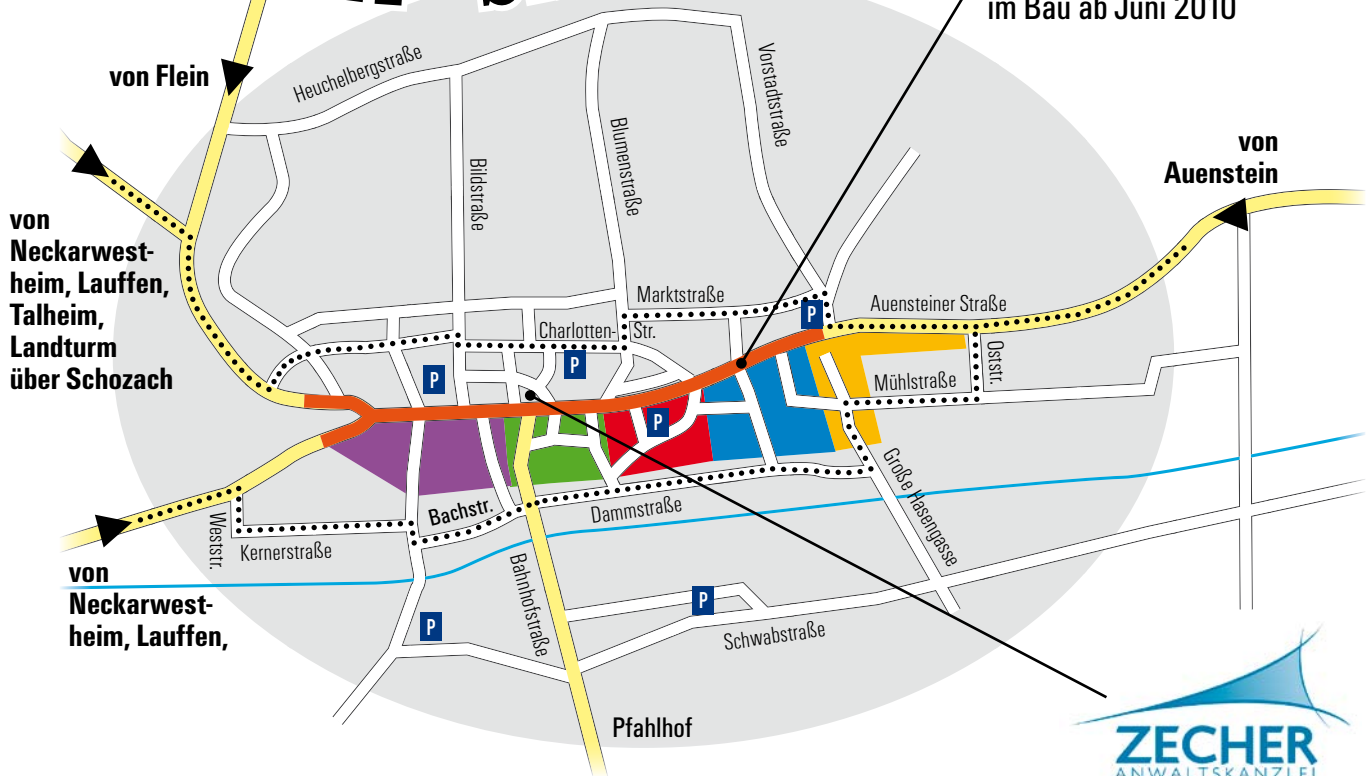 im Bau ab Juni 2010
von Flein
Heuchelbergstraße
Vorstadtstraße
Blumenstraße
Bildstraße
von
Auenstein
von
Neckarwest-
heim, Lauffen,
Talheim,
Landturm
über Schozach
Marktstraße
Auensteiner Straße
P
Charlotten-
Str.
P
P
Oststr.
Mühlstraße
P
Große Hasengasse
Bachstr.
Dammstraße
Weststr.
Kernerstraße
Bahnhofstraße
von
Neckarwest-
heim, Lauffen,
P
P
Schwabstraße
Pfahlhof
ZECHER
ANWALTSKANZLEI